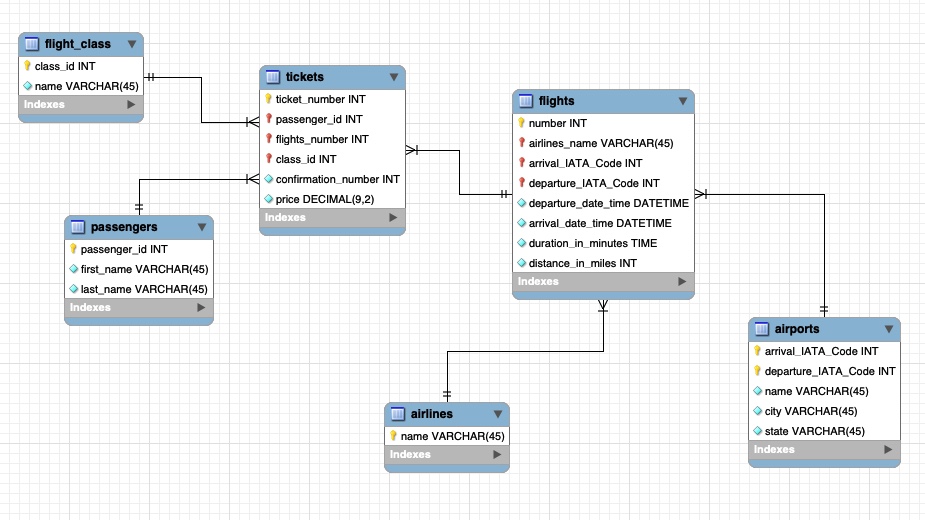 flight_class
class_id INT
name VARCHAR(45)
Indexes
tickets
ticket_number INT
passenger_id INT
flights_number INT
class_id INT
confirmation_number INT
price DECIMAL(9,2)
Indexes
flights
number INT
airlines_name VARCHAR(45)
arrival_IATA_Code INT
departure_IATA_Code INT
departure_date_time DATETIME
arrival_date_time DATETIME
duration_in_minutes TIME
distance_in_miles INT
Indexes
passengers
passenger_id INT
first_name VARCHAR(45)
last_name VARCHAR(45)
Indexes
airports
arrival_IATA_Code INT
departure_IATA_Code INT
name VARCHAR(45)
city VARCHAR(45)
state VARCHAR(45)
Indexes
airlines
name VARCHAR(45)
Indexes